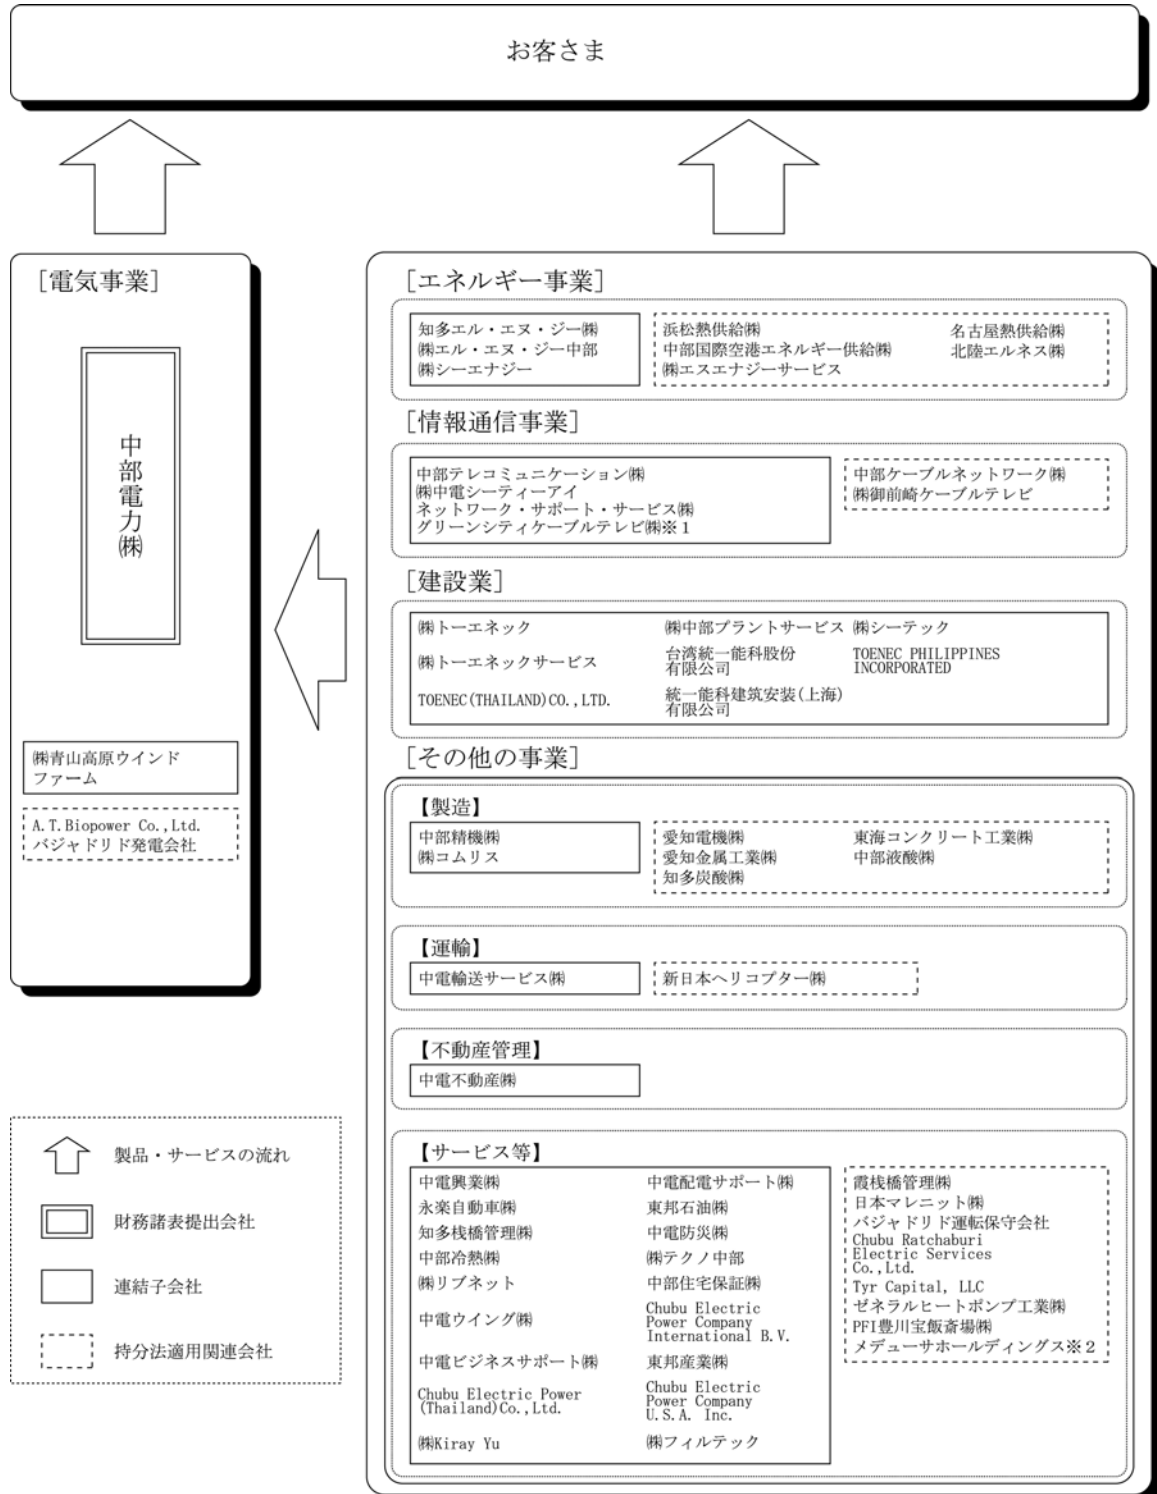 お客さま
［電気事業］
中部電力㈱
㈱青山高原ウインド
ファーム
A.T.Biopower Co.,Ltd.
バジャドリド発電会社
［エネルギー事業］
知多エル・エヌ・ジー㈱
㈱エル・エヌ・ジー中部
㈱シーエナジー
浜松熱供給㈱
名古屋熱供給㈱
中部国際空港エネルギー供給㈱
北陸エルネス㈱
㈱エスエナジーサービス
［情報通信事業］
中部テレコミュニケーション㈱
㈱中電シーティーアイ
ネットワーク・サポート・サービス㈱
グリーンシティケーブルテレビ㈱※１
中部ケーブルネットワーク㈱
㈱御前崎ケーブルテレビ
［建設業］
㈱トーエネック
㈱中部プラントサービス
㈱シーテック
㈱トーエネックサービス
台湾統一能科股份
有限公司
TOENEC PHILIPPINES
INCORPORATED
TOENEC(THAILAND)CO.,LTD.
統一能科建筑安装(上海)
有限公司
［その他の事業］
【製造】
中部精機㈱
㈱コムリス
愛知電機㈱
東海コンクリート工業㈱
愛知金属工業㈱
中部液酸㈱
知多炭酸㈱
【運輸】
中電輸送サービス㈱
新日本ヘリコプター㈱
【不動産管理】
中電不動産㈱
【サービス等】
中電興業㈱
中電配電サポート㈱
永楽自動車㈱
東邦石油㈱
知多桟橋管理㈱
中電防災㈱
中部冷熱㈱
㈱テクノ中部
㈱リブネット
中部住宅保証㈱
中電ウイング㈱
Chubu Electric
Power Company
International B.V.
中電ビジネスサポート㈱
東邦産業㈱
Chubu Electric Power
(Thailand)Co.,Ltd.
Chubu Electric
Power Company
U.S.A. Inc.
㈱Kiray Yu
㈱フィルテック
霞桟橋管理㈱
日本マレニット㈱
バジャドリド運転保守会社
Chubu Ratchaburi
Electric Services
Co.,Ltd.
Tyr Capital, LLC
ゼネラルヒートポンプ工業㈱
PFI豊川宝飯斎場㈱
メデューサホールディングス※２
製品・サービスの流れ
財務諸表提出会社
連結子会社
持分法適用関連会社